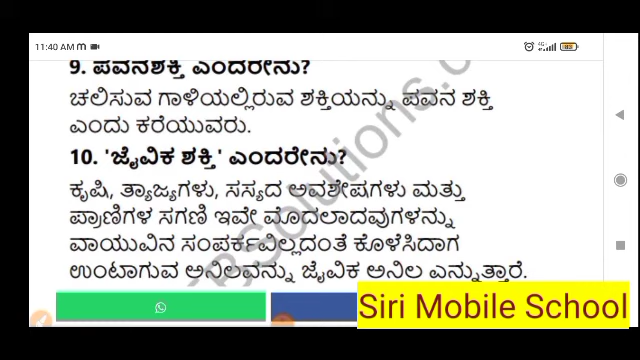 11:40 AM
9. ಪವನಶಕ್ತಿ ಎಂದರೇನು?
ಚಲಿಸುವ ಗಾಳಿಯಲ್ಲಿರುವ ಶಕ್ತಿಯನ್ನು ಪವನ ಶಕ್ತಿ
ಎಂದು ಕರೆಯುವರು.
10. 'ಜೈವಿಕ ಶಕ್ತಿ' ಎಂದರೇನು?
ಕೃಷಿ, ತ್ಯಾಜ್ಯಗಳು, ಸಸ್ಯದ ಅವಶೇಷಗಳು ಮತ್ತು
ಪ್ರಾಣಿಗಳ ಸಗಣಿ ಇವೇ ಮೊದಲಾದವುಗಳನ್ನು
ವಾಯುವಿನ ಸಂಪರ್ಕವಿಲ್ಲದಂತೆ ಕೊಳೆಸಿದಾಗ
ಉಂಟಾಗುವ ಅನಿಲವನ್ನು ಜೈವಿಕ ಅನಿಲ ಎನ್ನುತ್ತಾರೆ.
Siri Mobile School